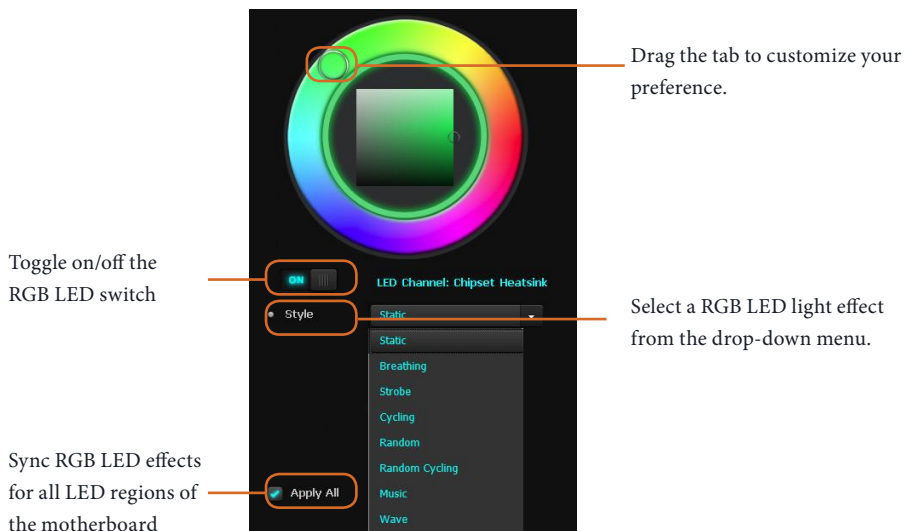 Drag the tab to customize your
preference.
Toggle on/off the
RGB LED switch
ON
LED Channel: Chipset Heatsink
Style
Static
Select a RGB LED light effect
from the drop-down menu.
Static
Breathing
Strobe
Cycling
Random
Random Cycling
Sync RGB LED effects
for all LED regions of
the motherboard
Apply All
Music
Wave